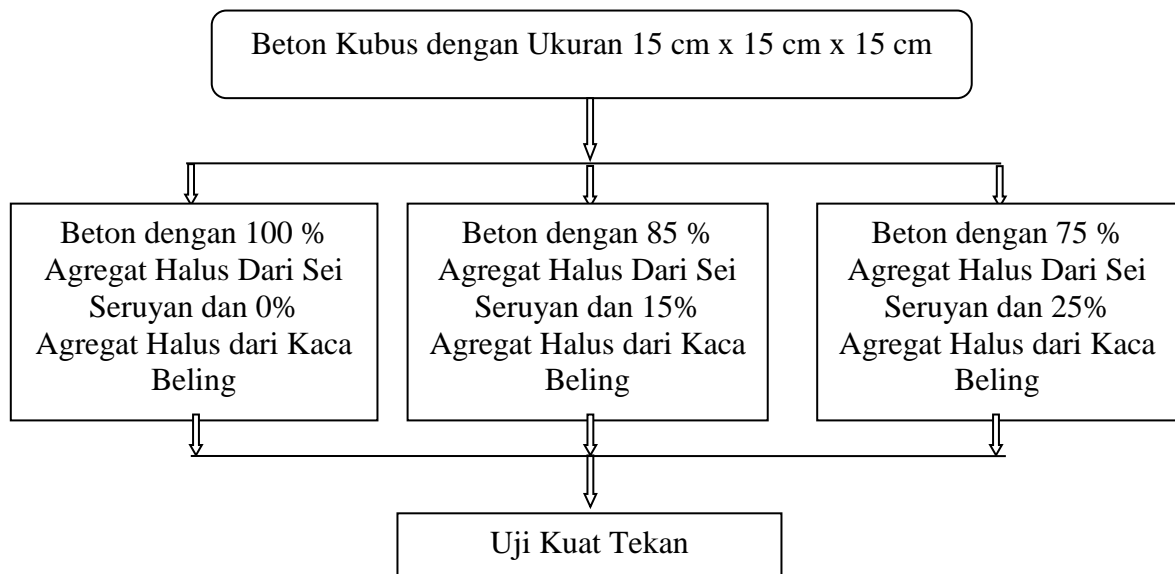 Beton Kubus dengan Ukuran 15 cm x 15 cm x 15 cm
Beton dengan 100 %
Agregat Halus Dari Sei
Seruyan dan 0%
Agregat Halus dari Kaca
Beling
Beton dengan 85 %
Agregat Halus Dari Sei
Seruyan dan 15%
Agregat Halus dari Kaca
Beling
Beton dengan 75 %
Agregat Halus Dari Sei
Seruyan dan 25%
Agregat Halus dari Kaca
Beling
Uji Kuat Tekan